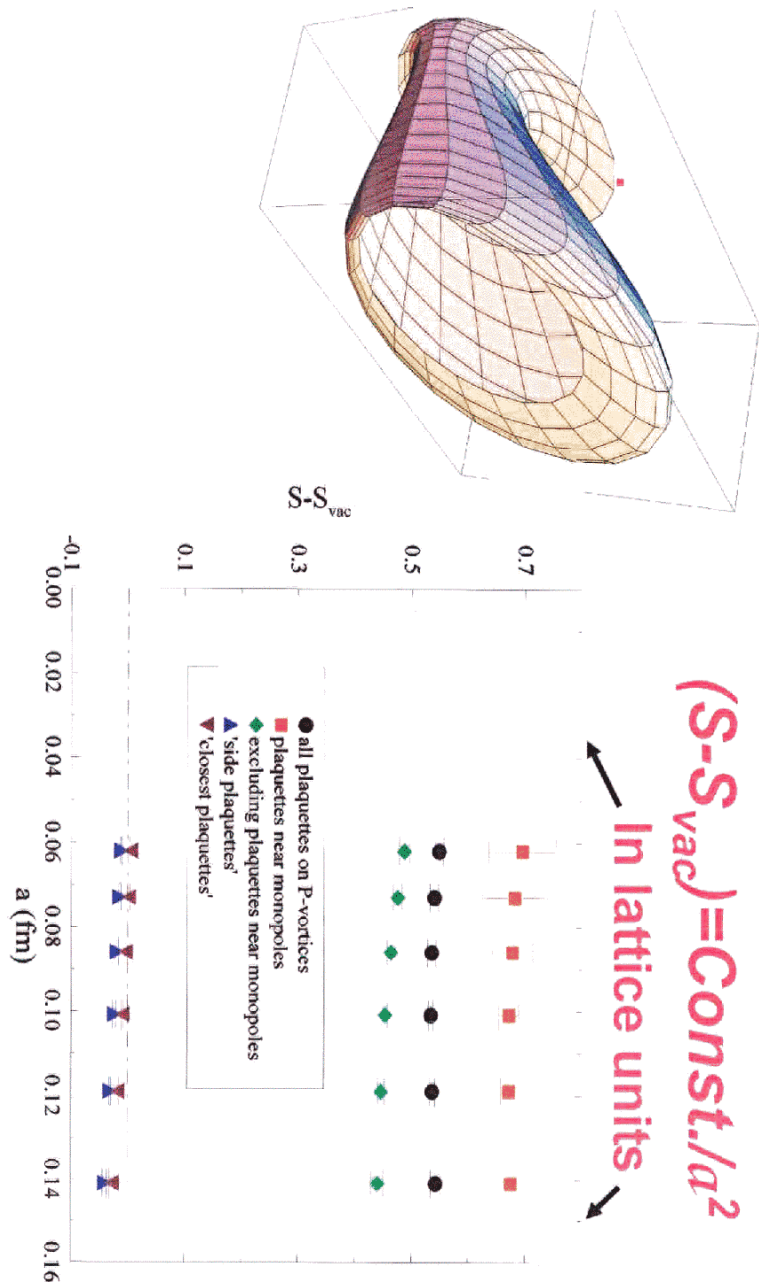 (S-S_vac)=Const./a²
In lattice units
S-S_vac
0.7
0.5
0.3
0.1
-0.1
all plaquettes on P-vortices
plaquettes near monopoles
excluding plaquettes near monopoles
'side plaquettes'
'closest plaquettes'
0.00 0.02 0.04 0.06 0.08 0.10 0.12 0.14 0.16
a (fm)